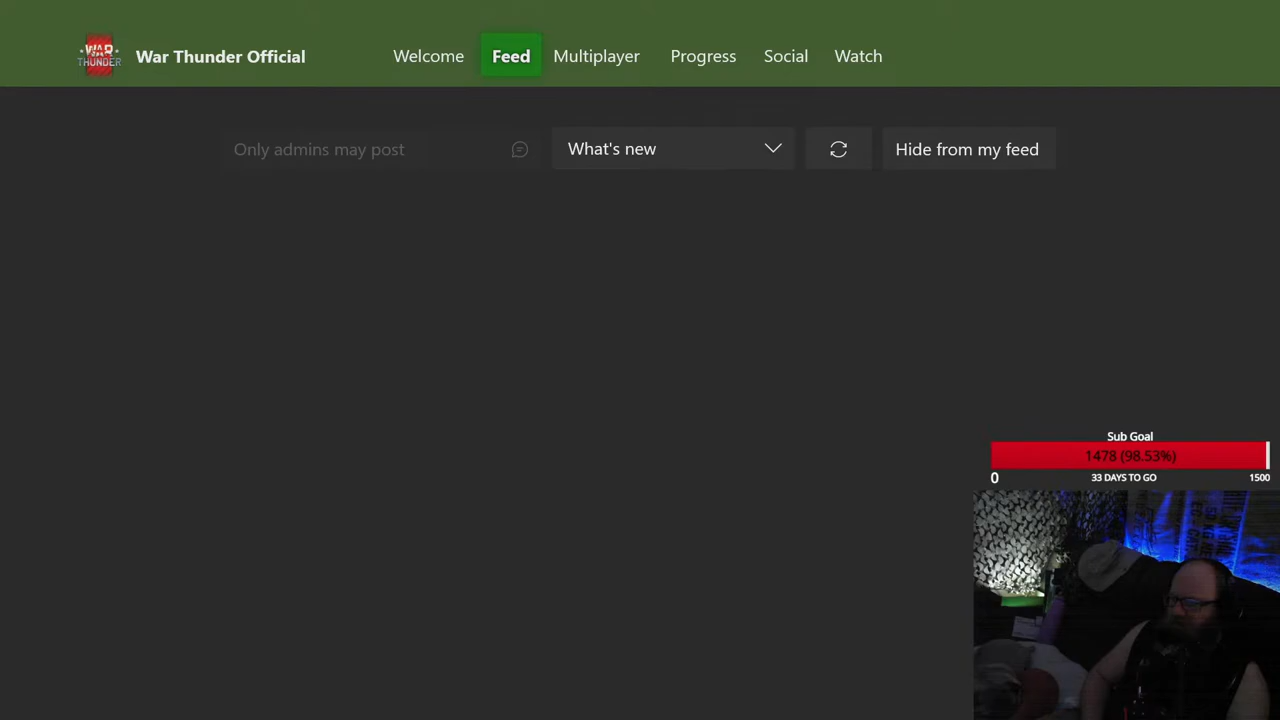 WAR THUNDER
War Thunder Official
Welcome
Feed
Multiplayer
Progress
Social
Watch
Only admins may post
What's new
Hide from my feed
Sub Goal
1478 (98.53%)
0
33 DAYS TO GO
1500